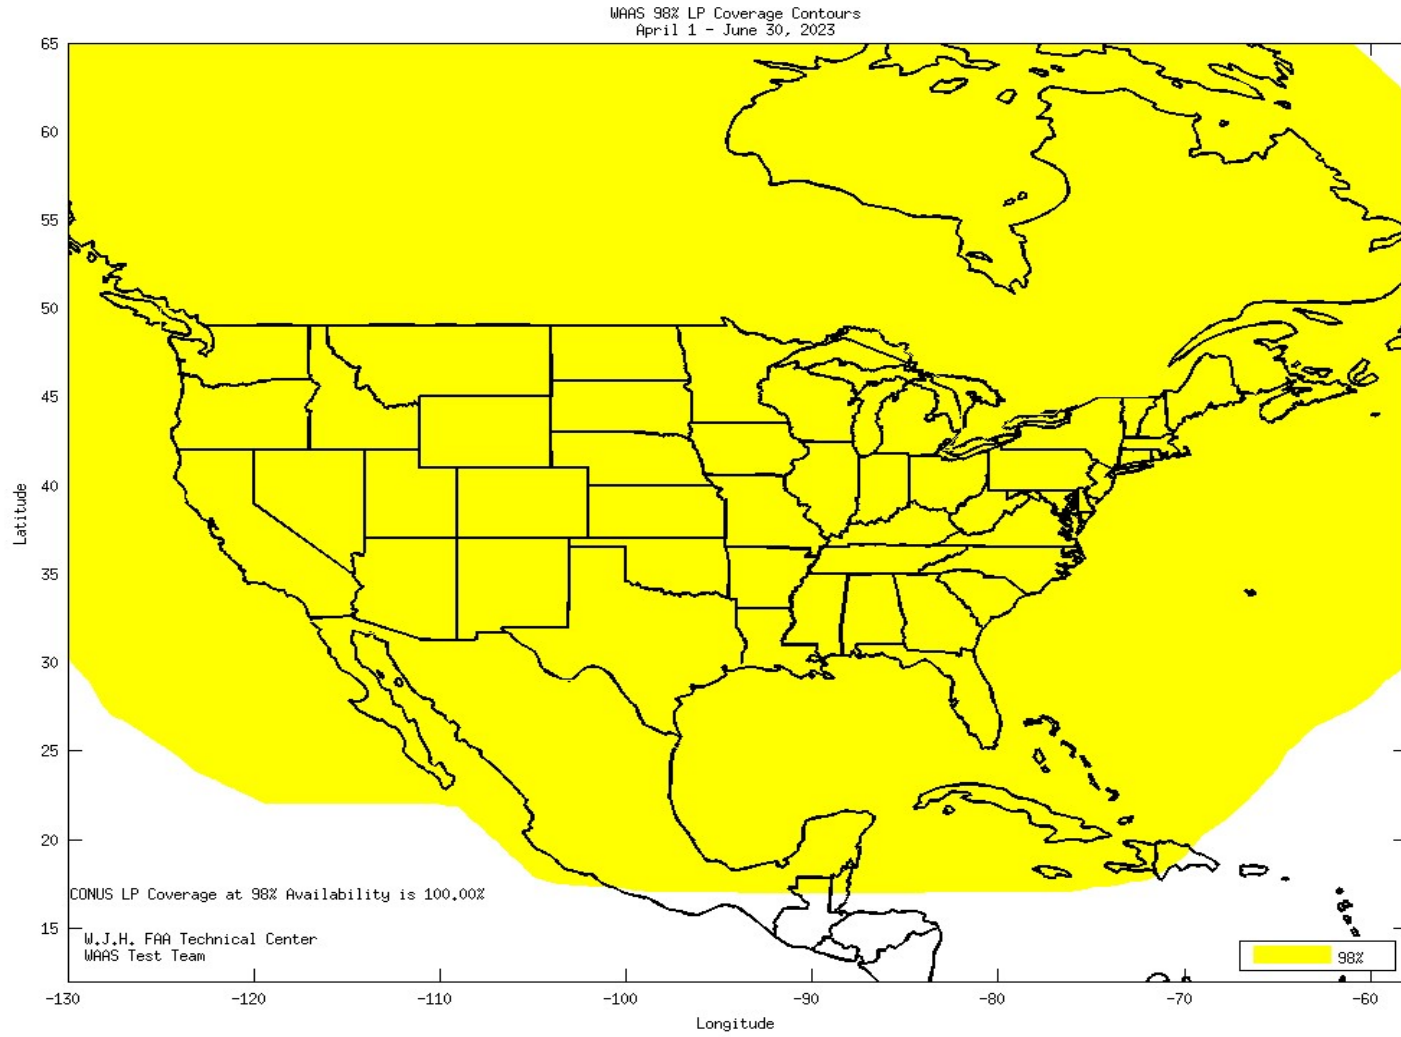 WAAS 98% LP Coverage Contours
April 1 - June 30, 2023
65
60
55
50
45
40
35
30
25
20
15
Latitude
CONUS LP Coverage at 98% Availability is 100.00%
W.J.H. FAA Technical Center
WAAS Test Team
98%
-130 -120 -110 -100 -90 -80 -70 -60
Longitude